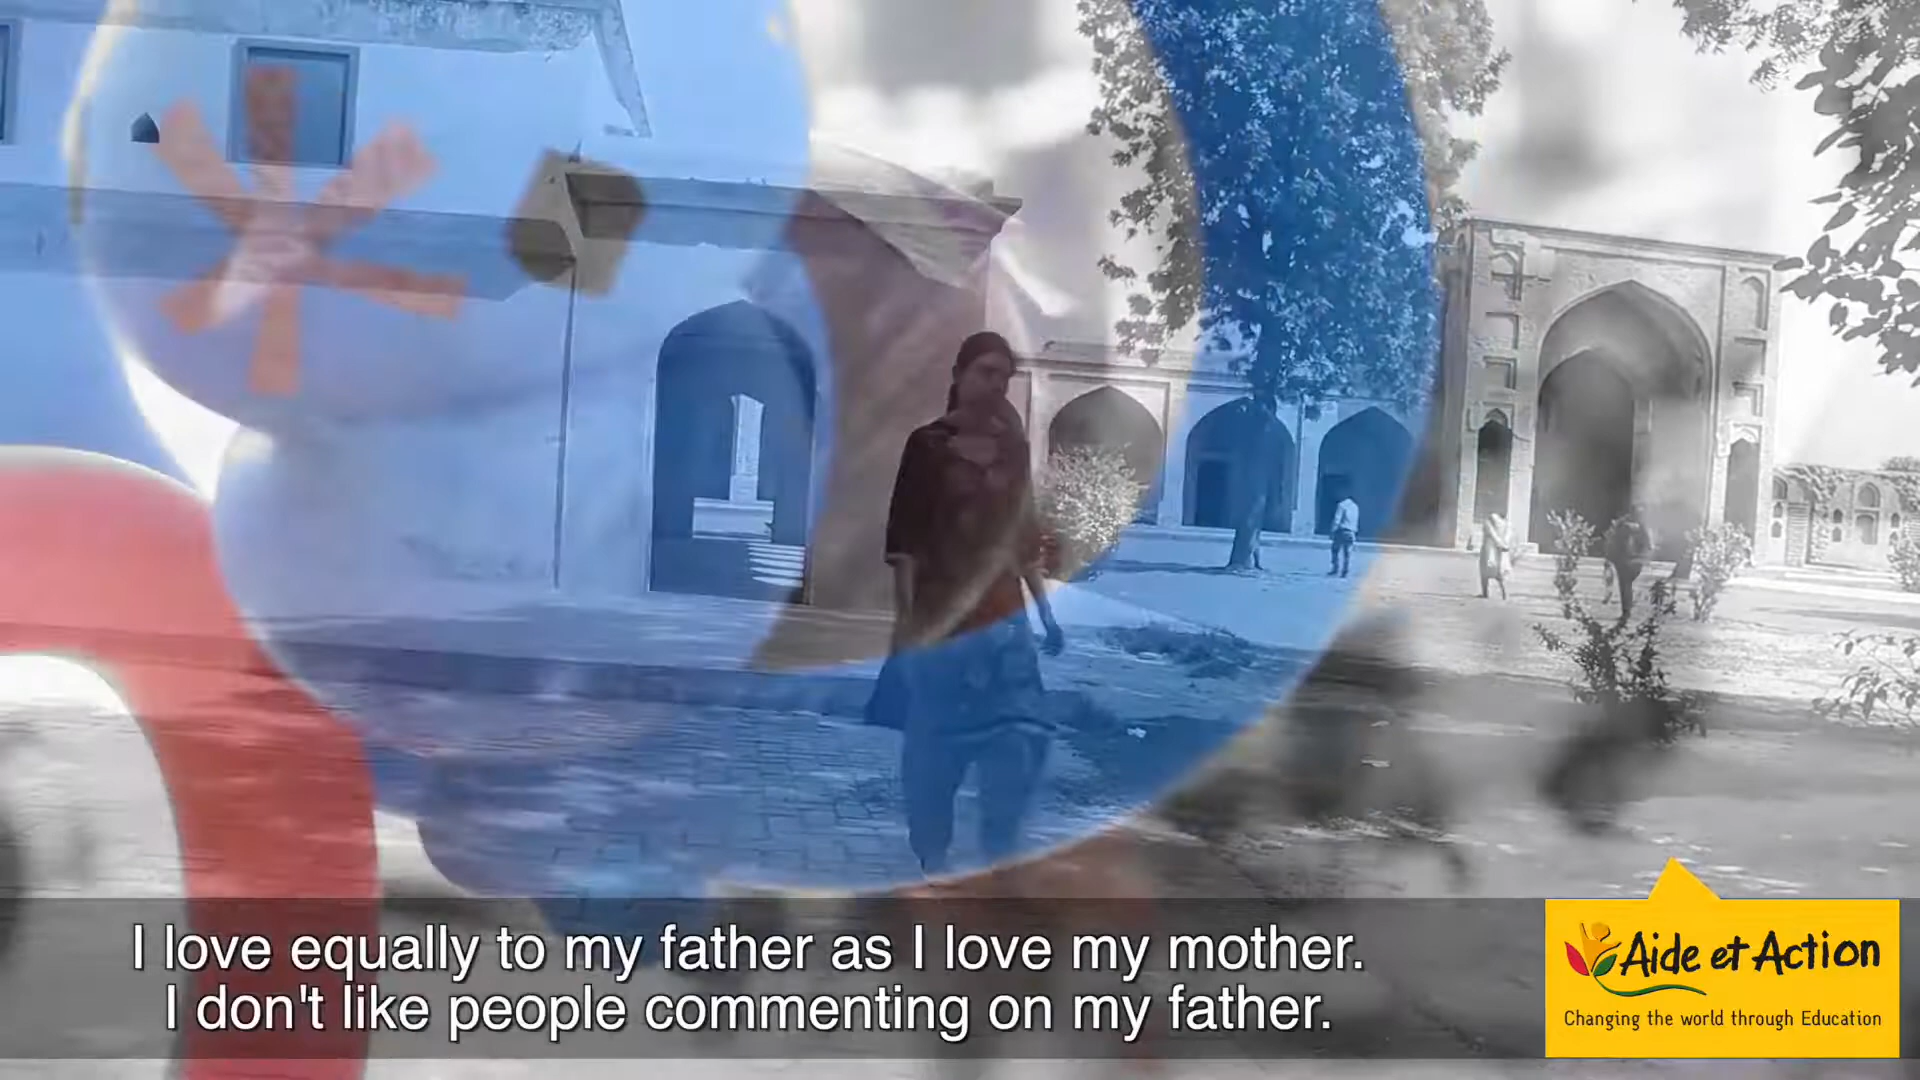 I love equally to my father as I love my mother.
I don't like people commenting on my father.
Aide et Action
Changing the world through Education